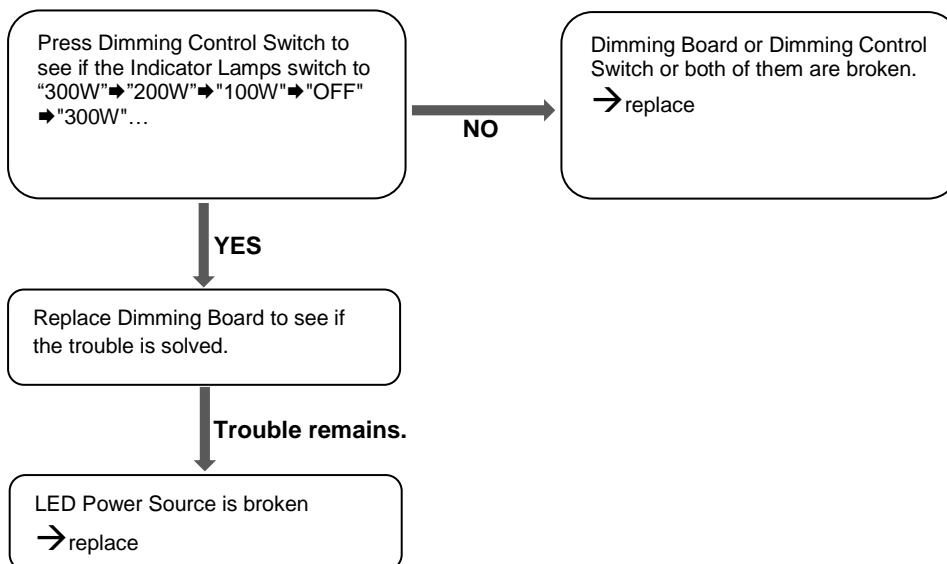 Press Dimming Control Switch to
see if the Indicator Lamps switch to
“300W”➡”200W”➡"100W"➡"OFF"
➡"300W"…
NO
Dimming Board or Dimming Control
Switch or both of them are broken.
→replace
YES
Replace Dimming Board to see if
the trouble is solved.
Trouble remains.
LED Power Source is broken
→replace